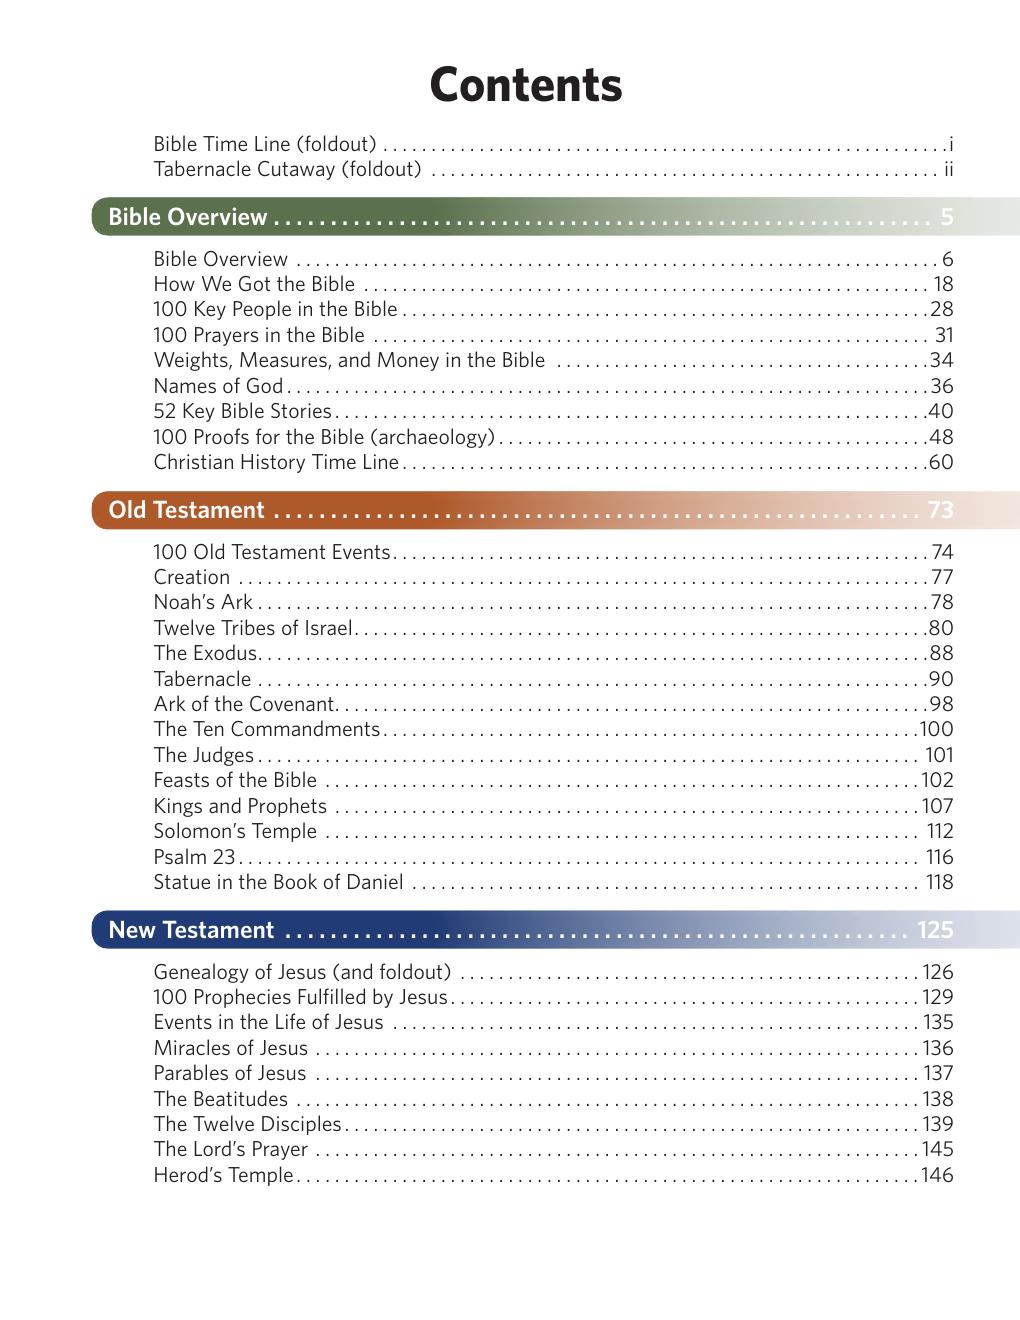 Contents
Bible Time Line (foldout) . . . . . . . . . . i
Tabernacle Cutaway (foldout) . . . . . . . . . . ii
Bible Overview . . . . . . . . . . 5
Bible Overview . . . . . . . . . . 6
How We Got the Bible . . . . . . . . . . 18
100 Key People in the Bible . . . . . . . . . . 28
100 Prayers in the Bible . . . . . . . . . . 31
Weights, Measures, and Money in the Bible . . . . . . . . . . 34
Names of God . . . . . . . . . . 36
52 Key Bible Stories . . . . . . . . . . 40
100 Proofs for the Bible (archaeology) . . . . . . . . . . 48
Christian History Time Line . . . . . . . . . . 60
Old Testament . . . . . . . . . . 73
100 Old Testament Events . . . . . . . . . . 74
Creation . . . . . . . . . . 77
Noah’s Ark . . . . . . . . . . 78
Twelve Tribes of Israel . . . . . . . . . . 80
The Exodus . . . . . . . . . . 88
Tabernacle . . . . . . . . . . 90
Ark of the Covenant . . . . . . . . . . 98
The Ten Commandments . . . . . . . . . . 100
The Judges . . . . . . . . . . 101
Feasts of the Bible . . . . . . . . . . 102
Kings and Prophets . . . . . . . . . . 107
Solomon’s Temple . . . . . . . . . . 112
Psalm 23 . . . . . . . . . . 116
Statue in the Book of Daniel . . . . . . . . . . 118
New Testament . . . . . . . . . . 125
Genealogy of Jesus (and foldout) . . . . . . . . . . 126
100 Prophecies Fulfilled by Jesus . . . . . . . . . . 129
Events in the Life of Jesus . . . . . . . . . . 135
Miracles of Jesus . . . . . . . . . . 136
Parables of Jesus . . . . . . . . . . 137
The Beatitudes . . . . . . . . . . 138
The Twelve Disciples . . . . . . . . . . 139
The Lord’s Prayer . . . . . . . . . . 145
Herod’s Temple . . . . . . . . . . 146